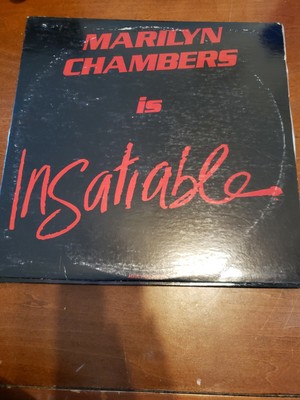 MARILYN
CHAMBERS
is
Insatiable